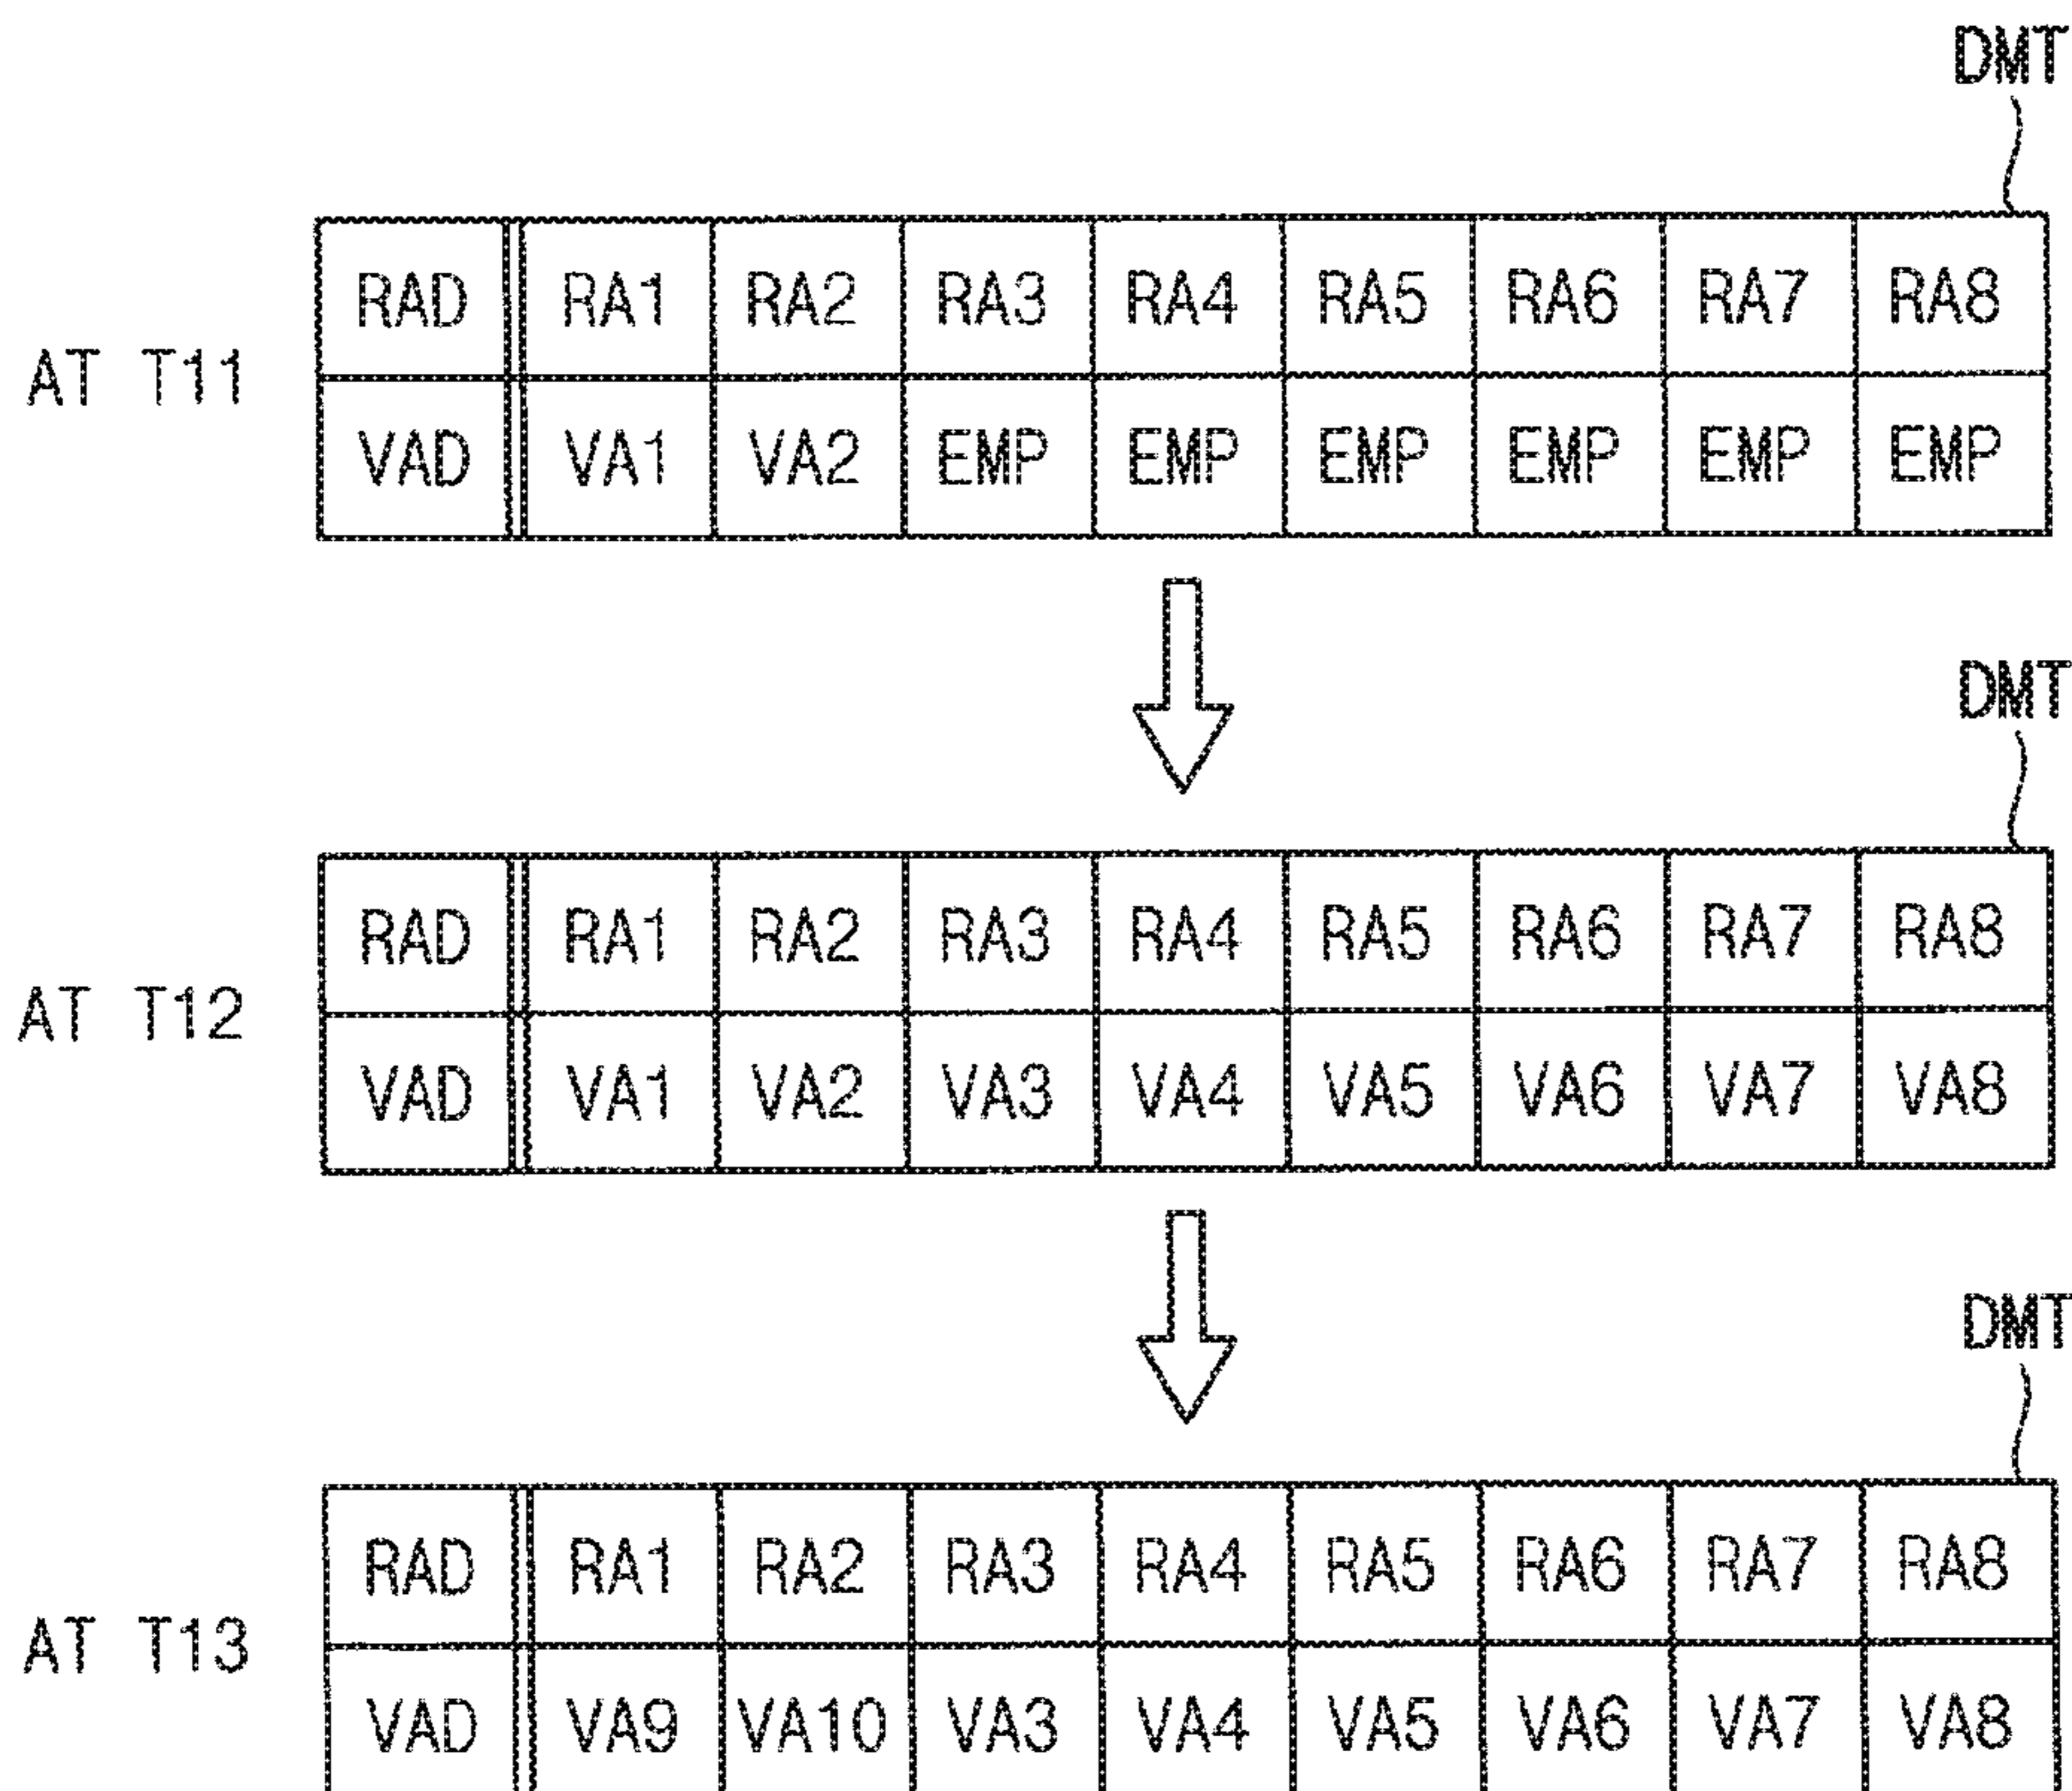 DMT
RAD RA1 RA2 RA3 RA4 RA5 RA6 RA7 RA8
AT T11
VAD VA1 VA2 EMP EMP EMP EMP EMP EMP
DMT
RAD RA1 RA2 RA3 RA4 RA5 RA6 RA7 RA8
AT T12
VAD VA1 VA2 VA3 VA4 VA5 VA6 VA7 VA8
DMT
RAD RA1 RA2 RA3 RA4 RA5 RA6 RA7 RA8
AT T13
VAD VA9 VA10 VA3 VA4 VA5 VA6 VA7 VA8